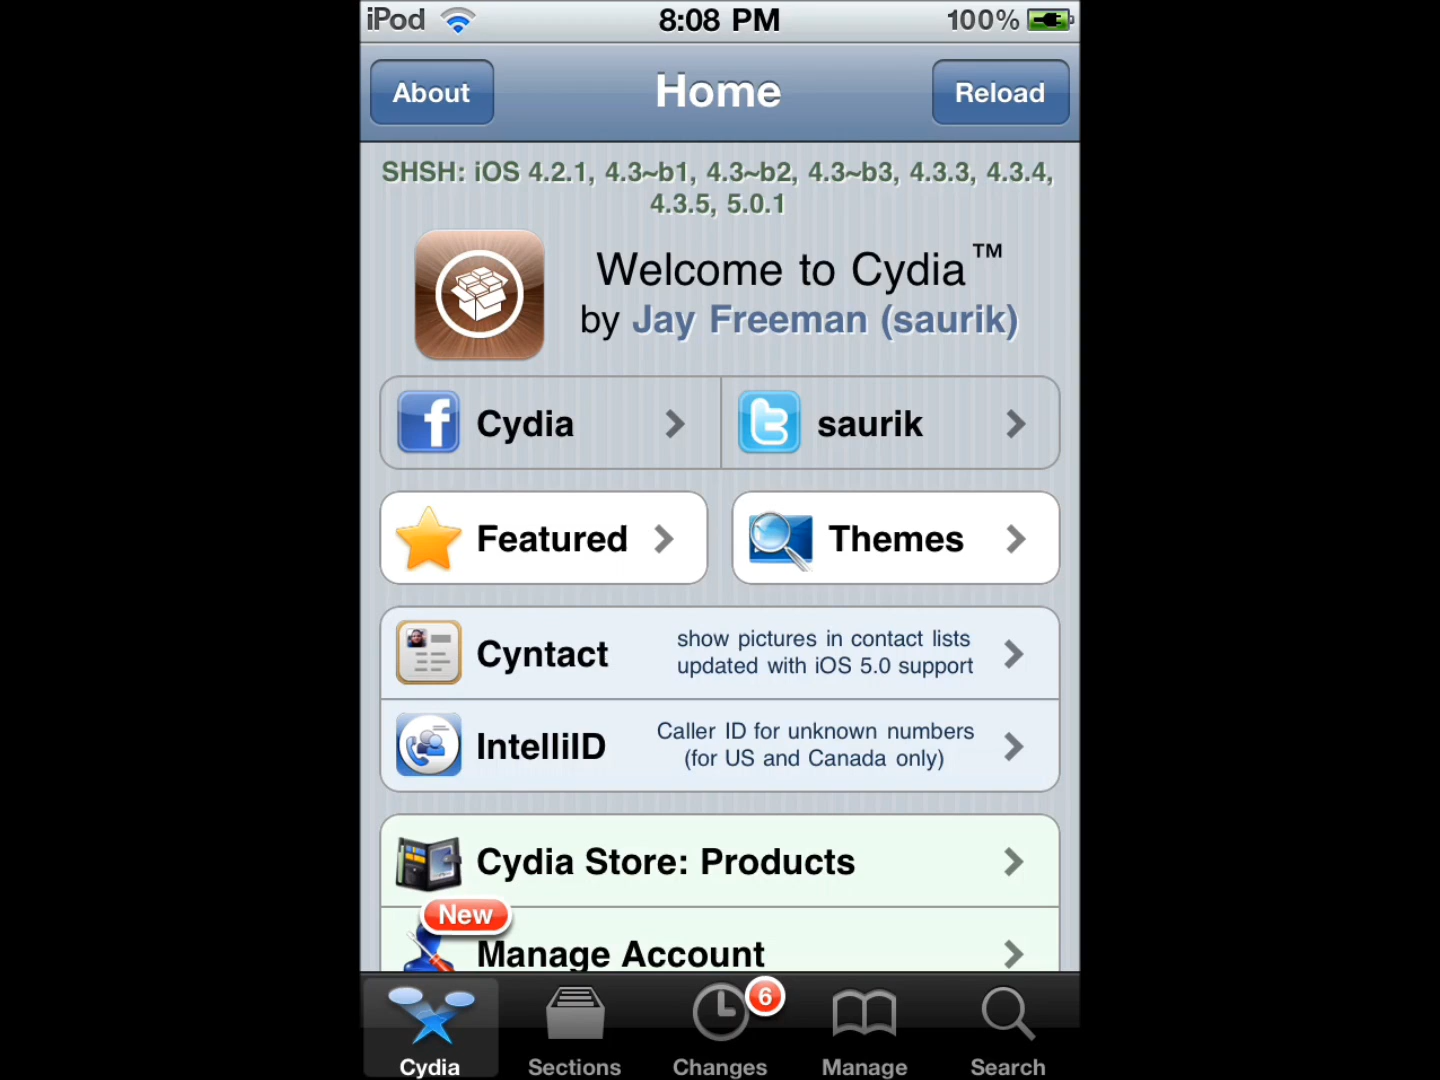 iPod 8:08 PM 100%
About Home Reload
SHSH: iOS 4.2.1, 4.3~b1, 4.3~b2, 4.3~b3, 4.3.3, 4.3.4,
4.3.5, 5.0.1
Welcome to Cydia™
by Jay Freeman (saurik)
Cydia saurik
Featured Themes
Cyntact show pictures in contact lists
updated with iOS 5.0 support
IntelliID Caller ID for unknown numbers
(for US and Canada only)
Cydia Store: Products
New
Manage Account
6
Cydia Sections Changes Manage Search